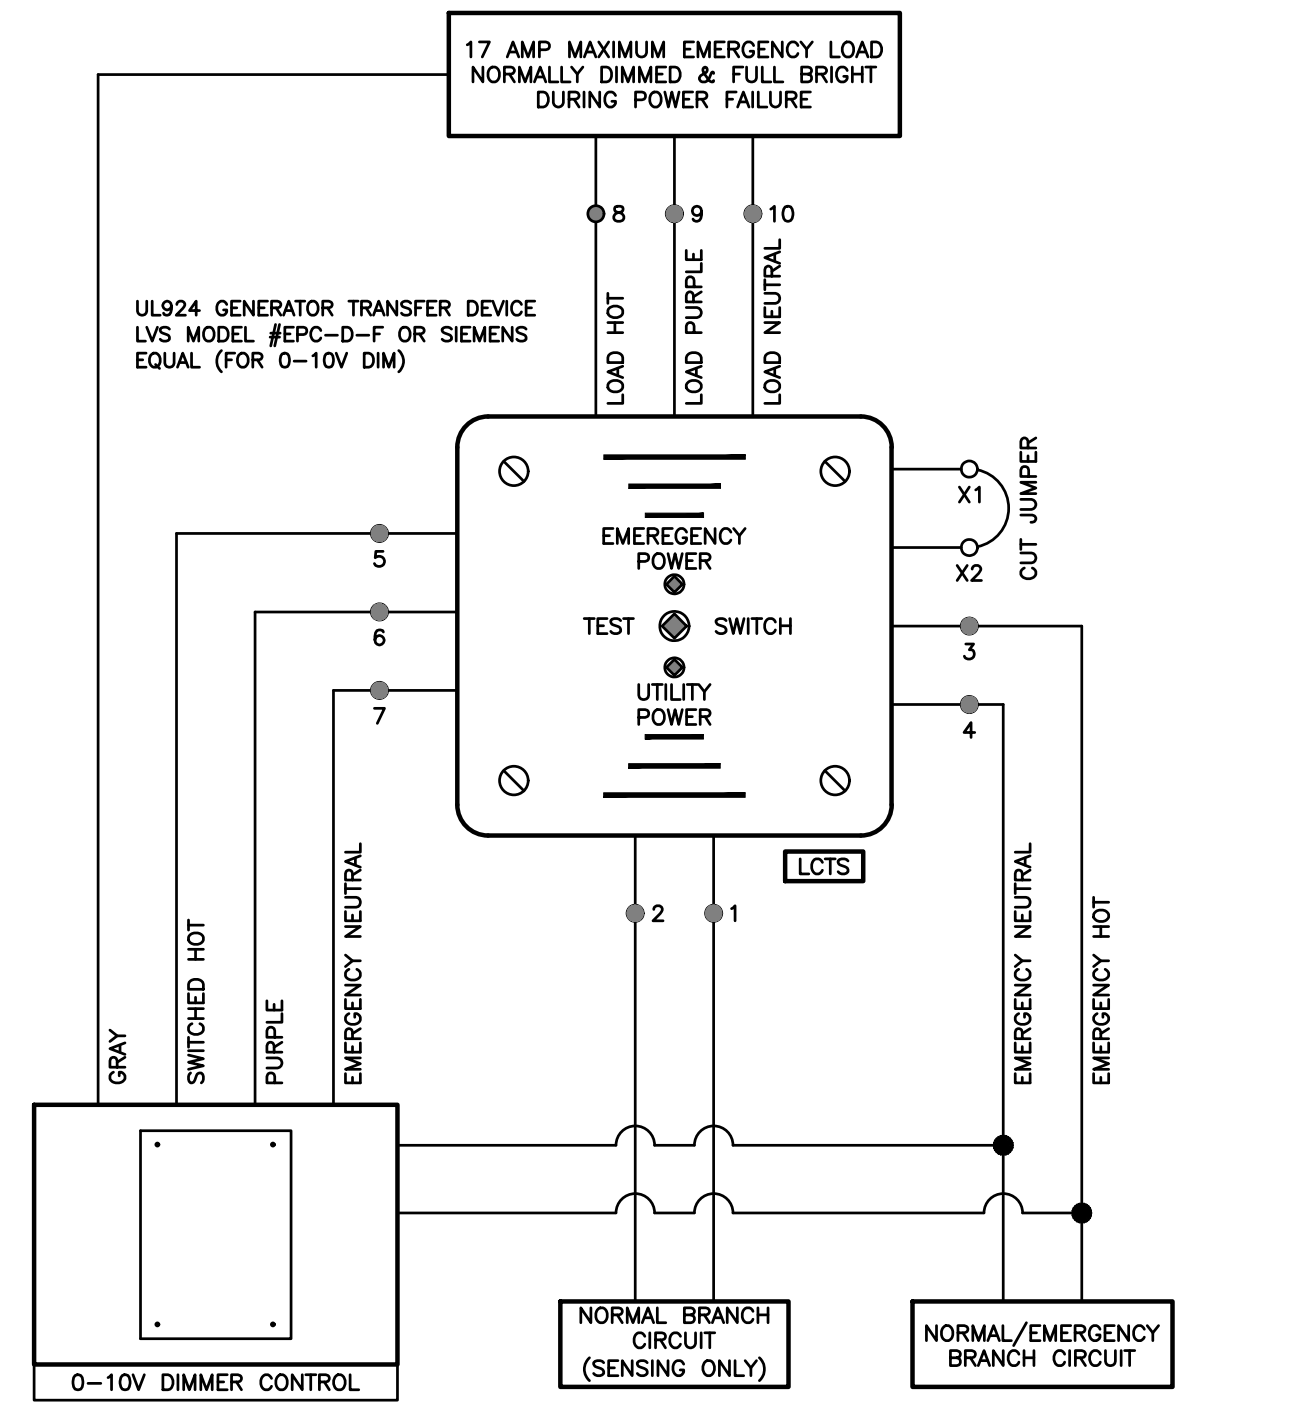 17 AMP MAXIMUM EMERGENCY LOAD
NORMALLY DIMMED & FULL BRIGHT
DURING POWER FAILURE
8
9
10
LOAD HOT
LOAD PURPLE
LOAD NEUTRAL
UL924 GENERATOR TRANSFER DEVICE
LVS MODEL #EPC-D-F OR SIEMENS
EQUAL (FOR 0-10V DIM)
X1
X2
CUT JUMPER
EMEREGENCY
POWER
TEST SWITCH
UTILITY
POWER
5
6
7
3
4
LCTS
2
1
GRAY
SWITCHED HOT
PURPLE
EMERGENCY NEUTRAL
EMERGENCY NEUTRAL
EMERGENCY HOT
0-10V DIMMER CONTROL
NORMAL BRANCH
CIRCUIT
(SENSING ONLY)
NORMAL/EMERGENCY
BRANCH CIRCUIT